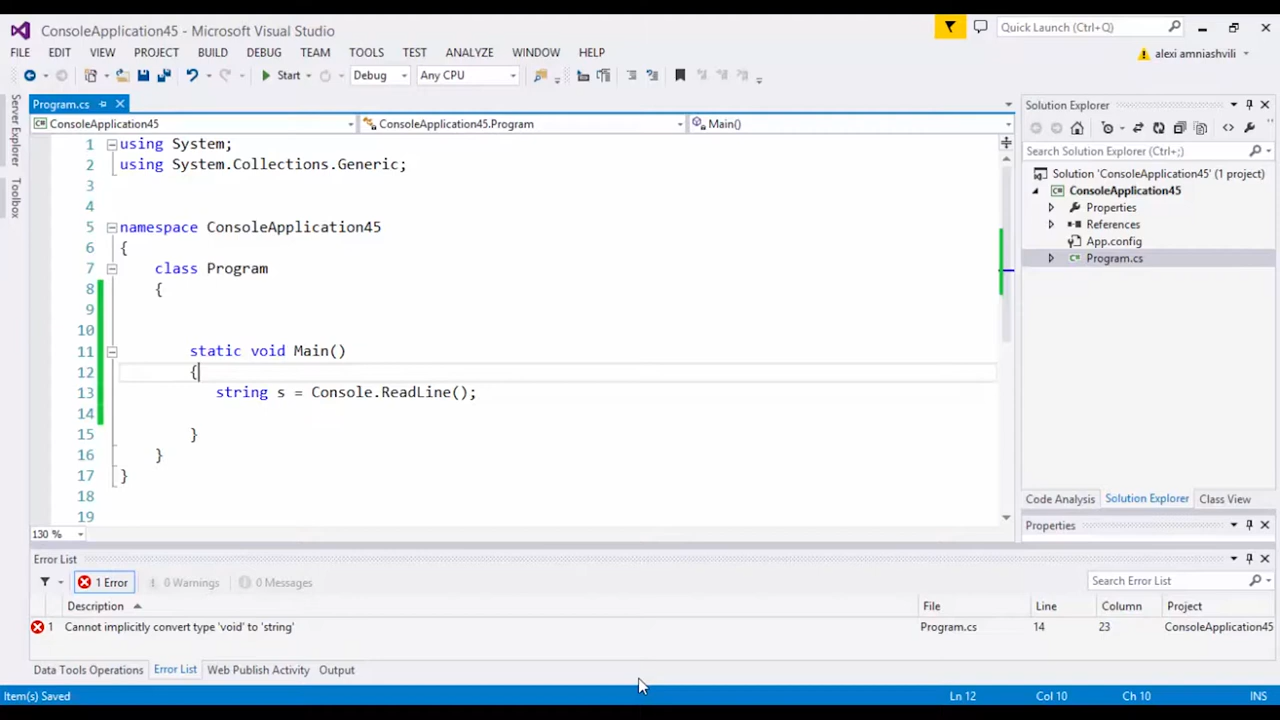 ConsoleApplication45 - Microsoft Visual Studio
Quick Launch (Ctrl+Q)
FILE EDIT VIEW PROJECT BUILD DEBUG TEAM TOOLS TEST ANALYZE WINDOW HELP
alexi amniashvili
Start Debug Any CPU
Server Explorer
Toolbox
Program.cs
ConsoleApplication45 ConsoleApplication45.Program Main()
1 using System;
2 using System.Collections.Generic;
3
4
5 namespace ConsoleApplication45
6 {
7 class Program
8 {
9
10
11 static void Main()
12 {
13 string s = Console.ReadLine();
14
15 }
16 }
17 }
18
19
130 %
Solution Explorer
Search Solution Explorer (Ctrl+;)
Solution 'ConsoleApplication45' (1 project)
ConsoleApplication45
Properties
References
App.config
Program.cs
Code Analysis Solution Explorer Class View
Properties
Error List
1 Error 0 Warnings 0 Messages
Search Error List
Description File Line Column Project
1 Cannot implicitly convert type 'void' to 'string' Program.cs 14 23 ConsoleApplication45
Data Tools Operations Error List Web Publish Activity Output
Item(s) Saved Ln 12 Col 10 Ch 10 INS